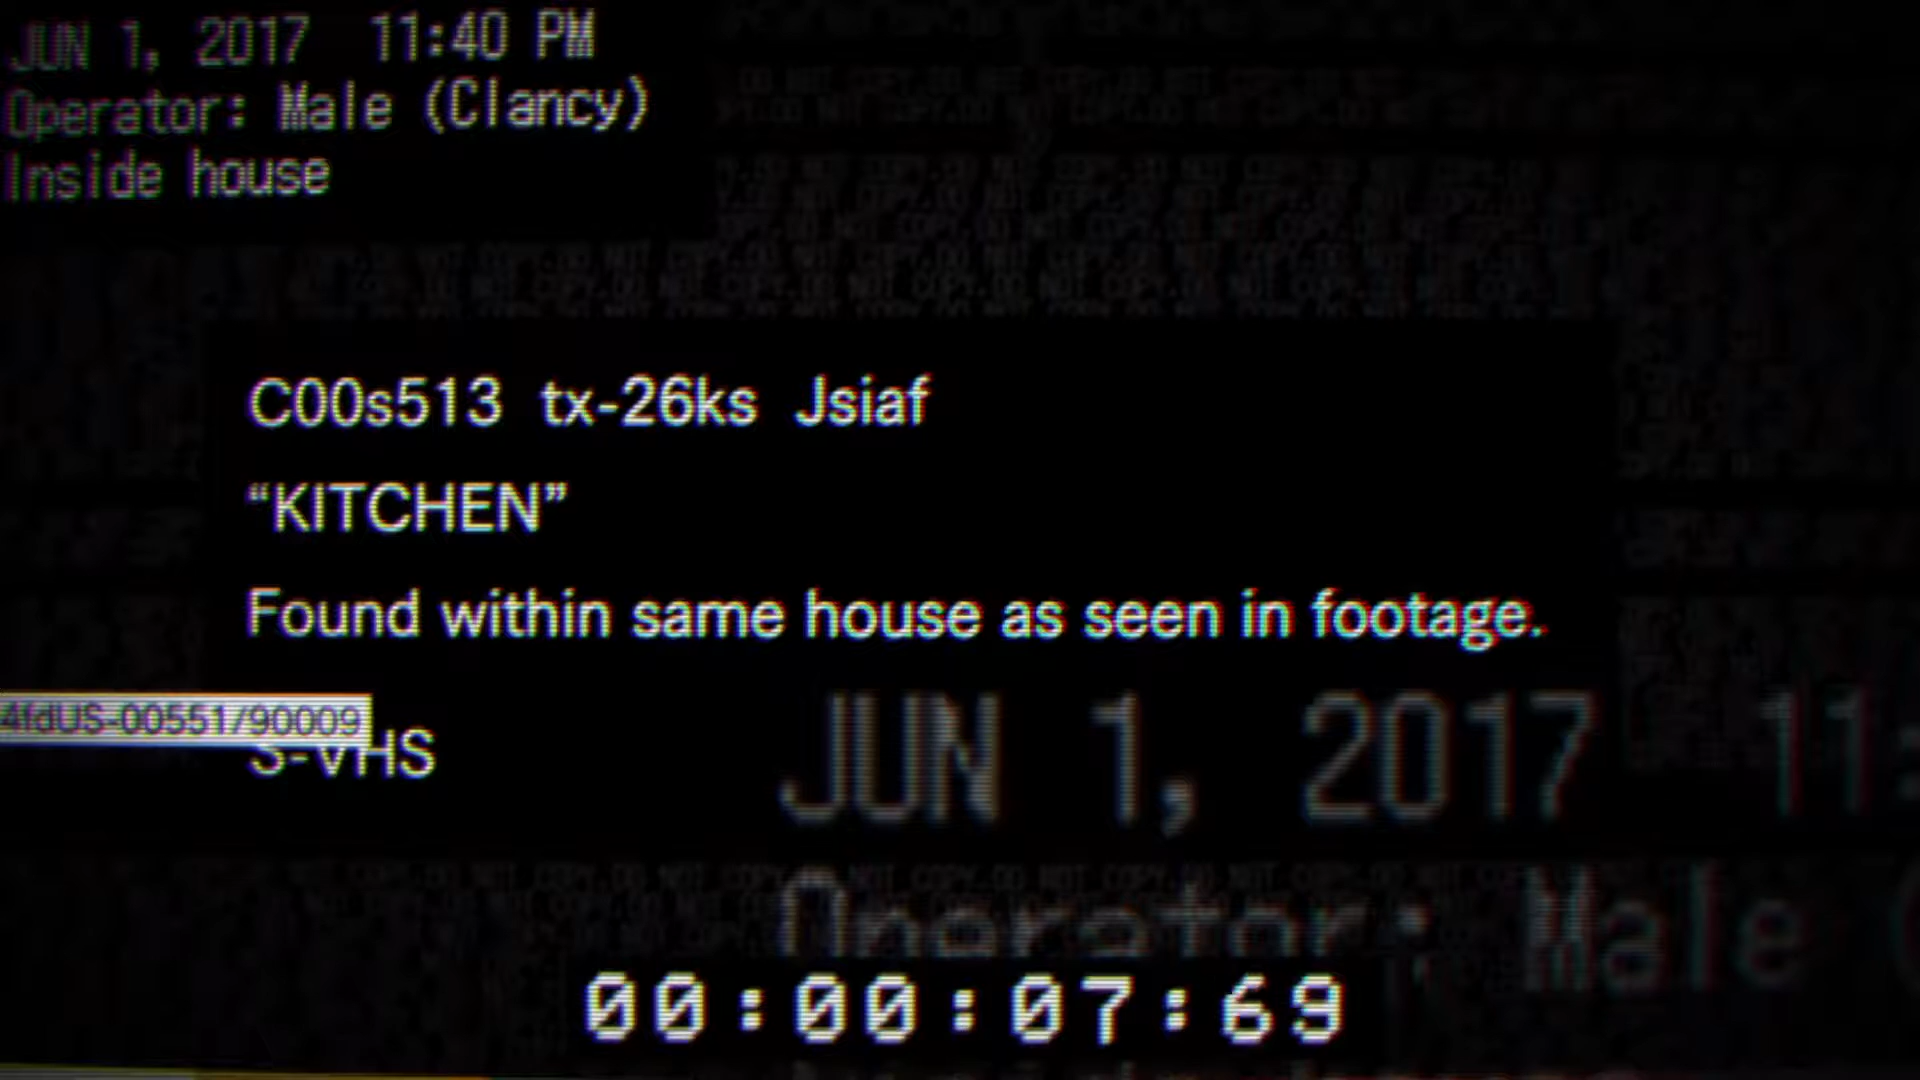 JUN 1, 2017 11:40 PM
Operator: Male (Clancy)
Inside house
C00s513 tx-26ks Jsiaf
“KITCHEN”
Found within same house as seen in footage.
4fdUS-00551/90009
S-VHS
JUN 1, 2017 11:
Operator: Male (
00:00:07:69